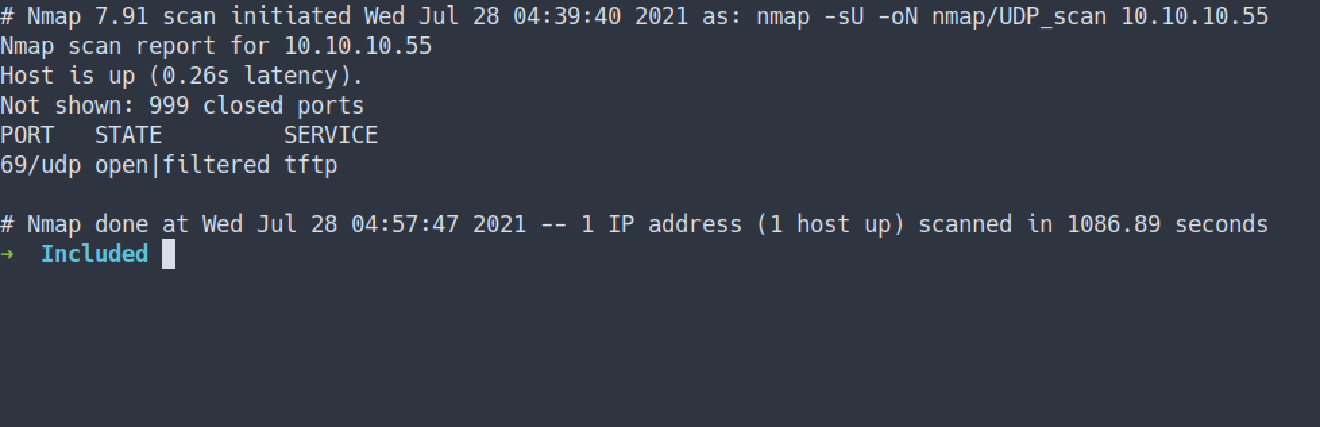 # Nmap 7.91 scan initiated Wed Jul 28 04:39:40 2021 as: nmap -sU -oN nmap/UDP_scan 10.10.10.55
Nmap scan report for 10.10.10.55
Host is up (0.26s latency).
Not shown: 999 closed ports
PORT   STATE         SERVICE
69/udp open|filtered tftp
# Nmap done at Wed Jul 28 04:57:47 2021 -- 1 IP address (1 host up) scanned in 1086.89 seconds
→  Included